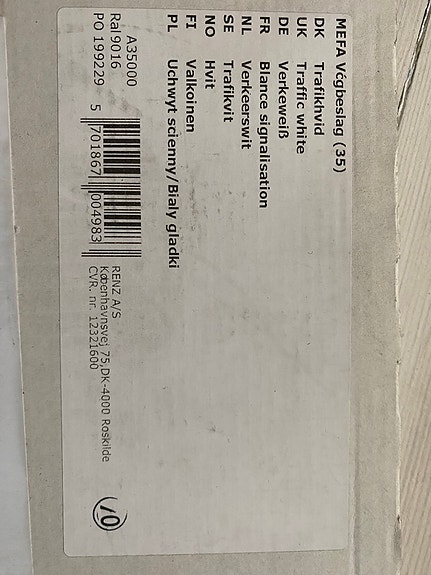 MEFA Végbeslag (35)
DK Trafikhvid
UK Traffic white
DE Verkeweiß
FR Blance signalisation
NL Verkeerswit
SE Trafikvit
NO Hvit
FI Valkoinen
PL Uchwyt scienny/Bialy gladki
A35000
Ral9016
PO 199229
5 701867 004983
RENZ A/S
Københavnsvej 75,DK-4000 Roskilde
CVR. nr. 12321600